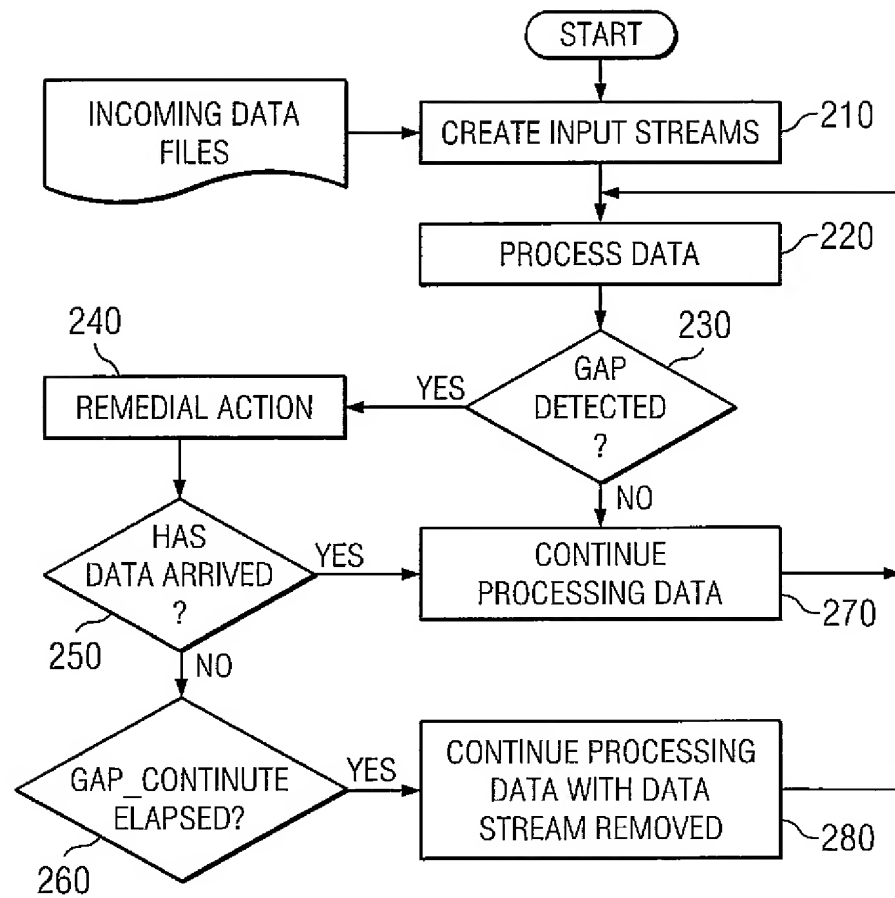 START
INCOMING DATA
FILES
CREATE INPUT STREAMS
210
PROCESS DATA
220
240
230
REMEDIAL ACTION
YES
GAP
DETECTED
?
NO
HAS
DATA ARRIVED
?
YES
250
CONTINUE
PROCESSING DATA
270
NO
GAP_CONTINUTE
ELAPSED?
YES
260
CONTINUE PROCESSING
DATA WITH DATA
STREAM REMOVED
280